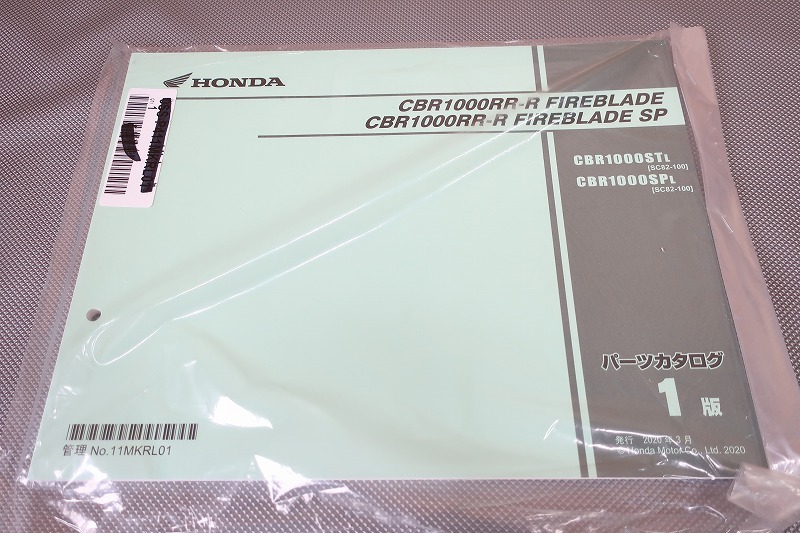 HONDA
CBR1000RR-R FIREBLADE
CBR1000RR-R FIREBLADE SP
CBR1000STL
[SC82-100]
CBR1000SPL
[SC82-100]
パーツカタログ
1 版
発行 2020年3月
© Honda Motor Co., Ltd. 2020
管理 No.11MKRL01